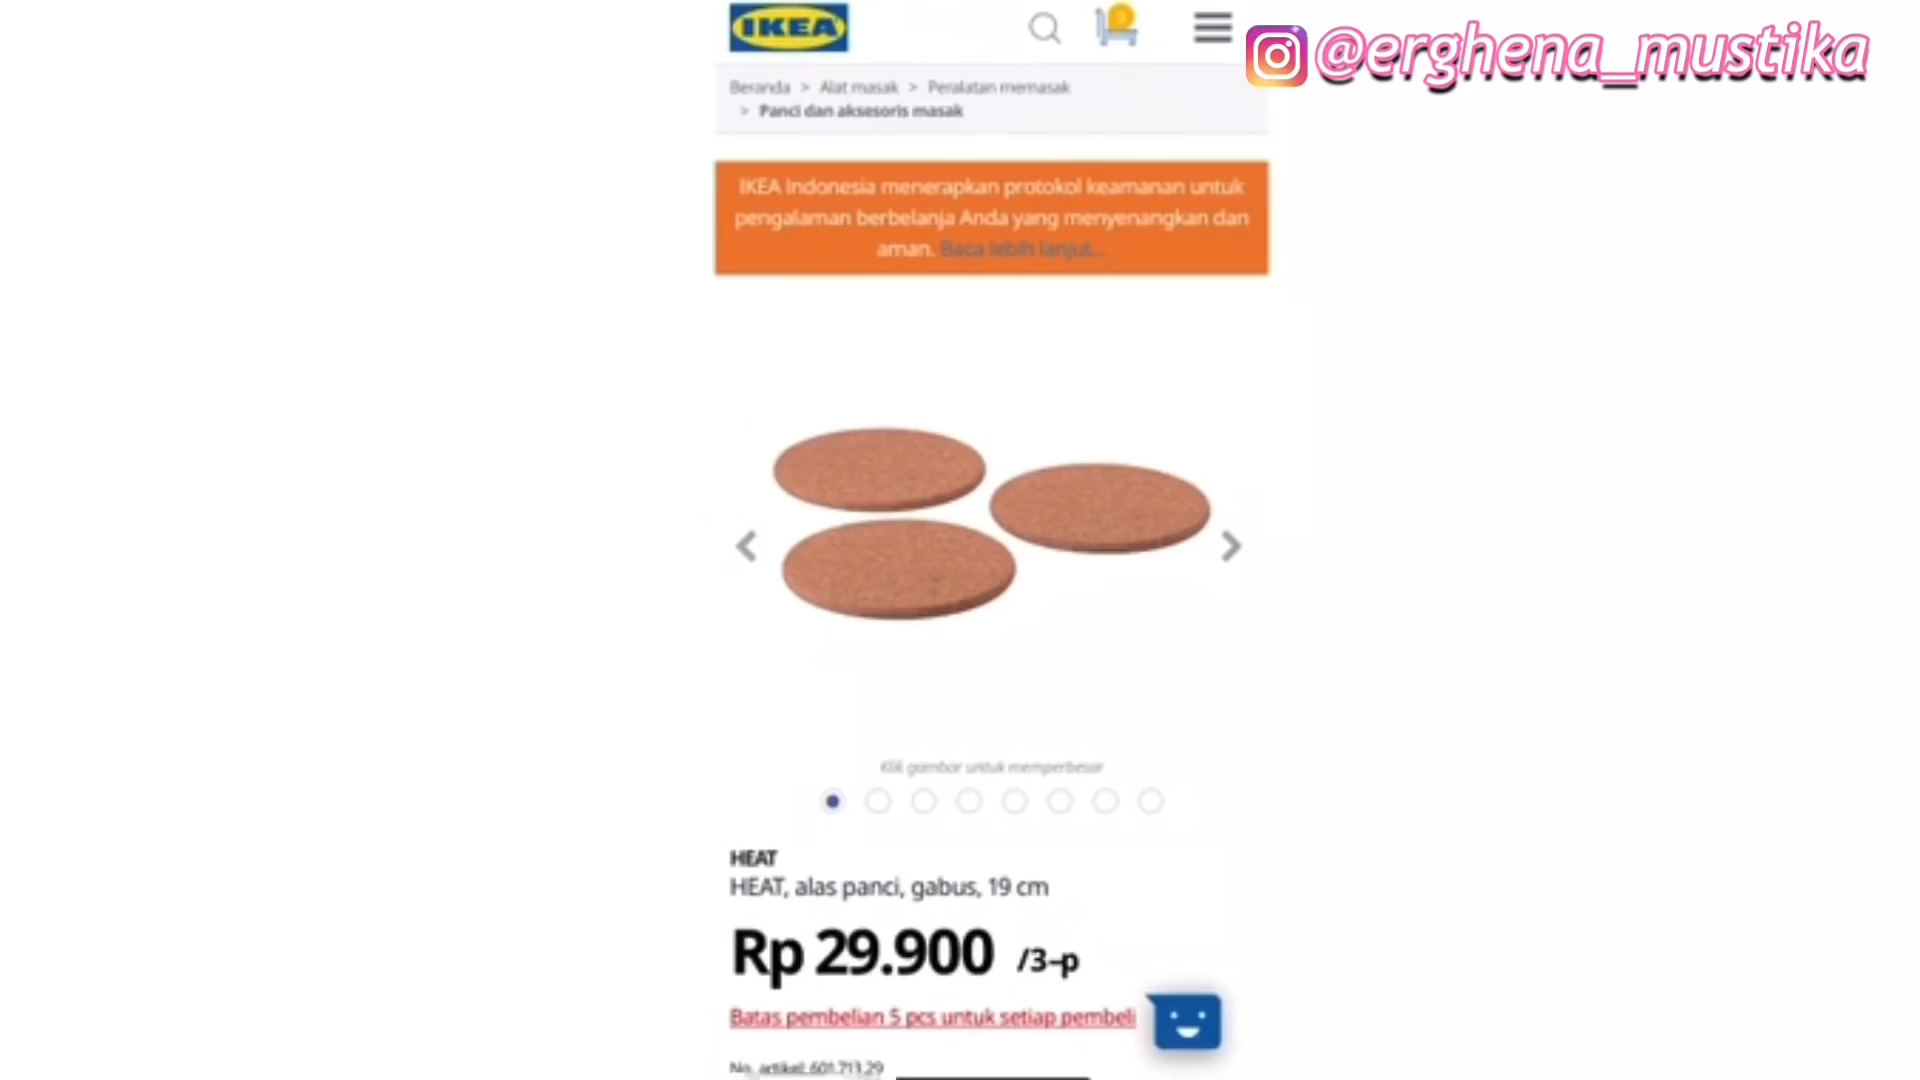 IKEA
0
@erghena_mustika
Beranda > Alat masak > Peralatan memasak
> Panci dan aksesoris masak
IKEA Indonesia menerapkan protokol keamanan untuk
pengalaman berbelanja Anda yang menyenangkan dan
aman. Baca lebih lanjut...
Klik gambar untuk memperbesar
HEAT
HEAT, alas panci, gabus, 19 cm
Rp 29.900 /3-p
Batas pembelian 5 pcs untuk setiap pembeli
No. artikel: 601.713.29